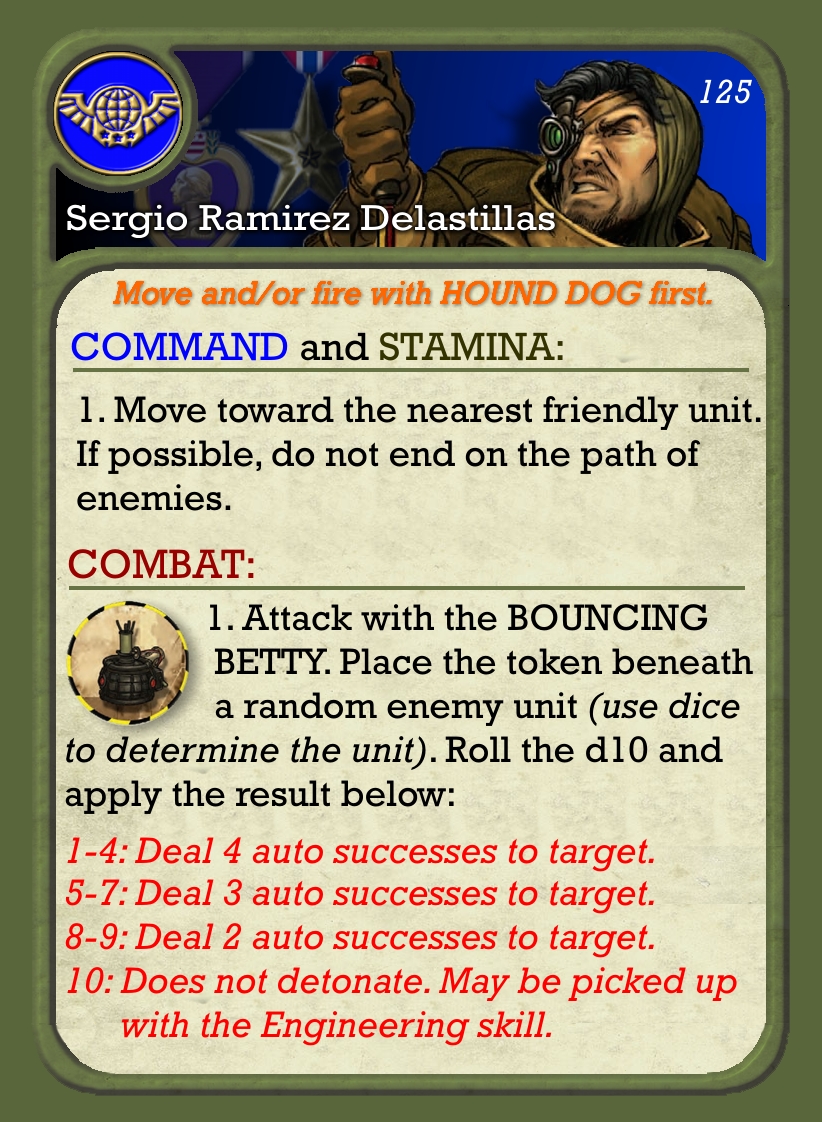 125
Sergio Ramirez Delastillas
Move and/or fire with HOUND DOG first.
COMMAND and STAMINA:
1. Move toward the nearest friendly unit.
If possible, do not end on the path of
enemies.
COMBAT:
1. Attack with the BOUNCING
BETTY. Place the token beneath
a random enemy unit (use dice
to determine the unit). Roll the d10 and
apply the result below:
1-4: Deal 4 auto successes to target.
5-7: Deal 3 auto successes to target.
8-9: Deal 2 auto successes to target.
10: Does not detonate. May be picked up
with the Engineering skill.